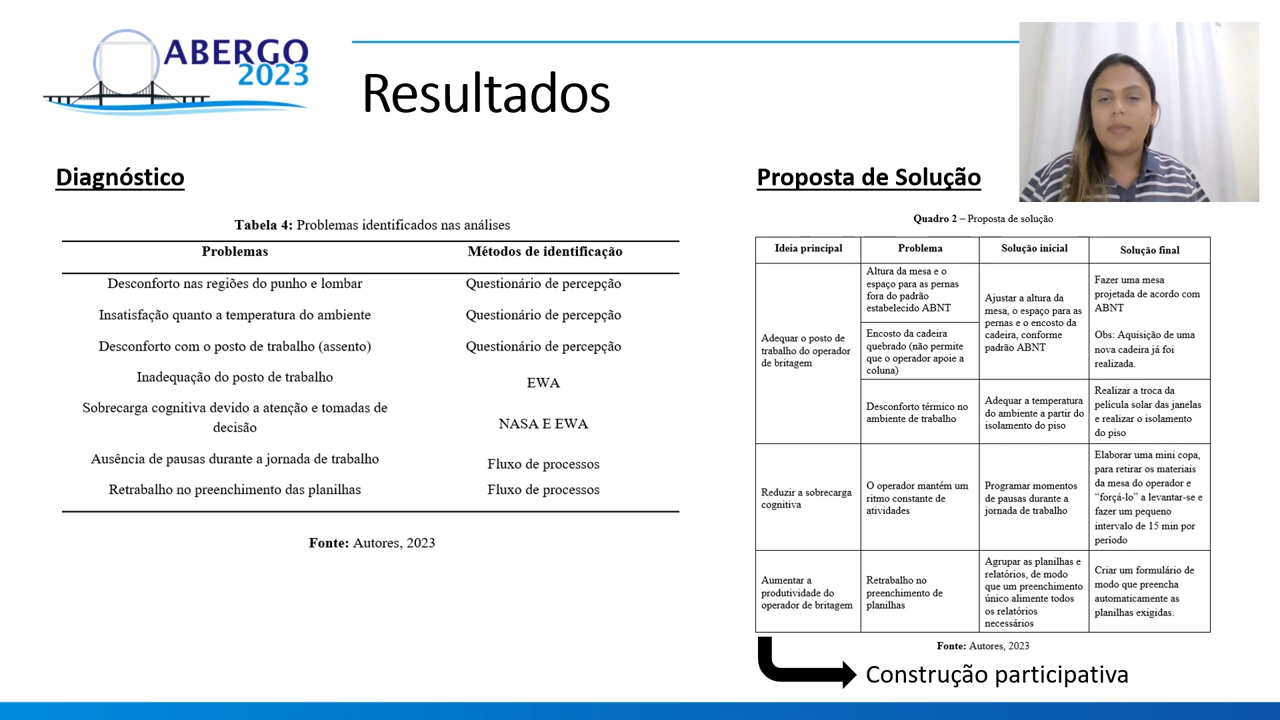 ABERGO
2023
Resultados
Diagnóstico
Tabela 4: Problemas identificados nas análises
Problemas
Métodos de identificação
Desconforto nas regiões do punho e lombar
Questionário de percepção
Insatisfação quanto a temperatura do ambiente
Questionário de percepção
Desconforto com o posto de trabalho (assento)
Questionário de percepção
Inadequação do posto de trabalho
EWA
Sobrecarga cognitiva devido a atenção e tomadas de
decisão
NASA E EWA
Ausência de pausas durante a jornada de trabalho
Fluxo de processos
Retrabalho no preenchimento das planilhas
Fluxo de processos
Fonte: Autores, 2023
Proposta de Solução
Quadro 2 – Proposta de solução
Ideia principal
Problema
Solução inicial
Solução final
Adequar o posto de
trabalho do operador
de britagem
Altura da mesa e o
espaço para as pernas
fora do padrão
estabelecido ABNT
Encosto da cadeira
quebrado (não permite
que o operador apoie a
coluna)
Ajustar a altura da
mesa, o espaço para as
pernas e o encosto da
cadeira, conforme
padrão ABNT
Fazer uma mesa
projetada de acordo com
ABNT
Obs: Aquisição de uma
nova cadeira já foi
realizada.
Desconforto térmico no
ambiente de trabalho
Adequar a temperatura
do ambiente a partir do
isolamento do piso
Realizar a troca da
película solar das janelas
e realizar o isolamento
do piso
Reduzir a sobrecarga
cognitiva
O operador mantém um
ritmo constante de
atividades
Programar momentos
de pausas durante a
jornada de trabalho
Elaborar uma mini copa,
para retirar os materiais
da mesa do operador e
"forçá-lo" a levantar-se e
fazer um pequeno
intervalo de 15 min por
período
Aumentar a
produtividade do
operador de britagem
Retrabalho no
preenchimento de
planilhas
Agrupar as planilhas e
relatórios, de modo
que um preenchimento
único alimente todos
os relatórios
necessários
Criar um formulário de
modo que preencha
automaticamente as
planilhas exigidas.
Fonte: Autores, 2023
Construção participativa